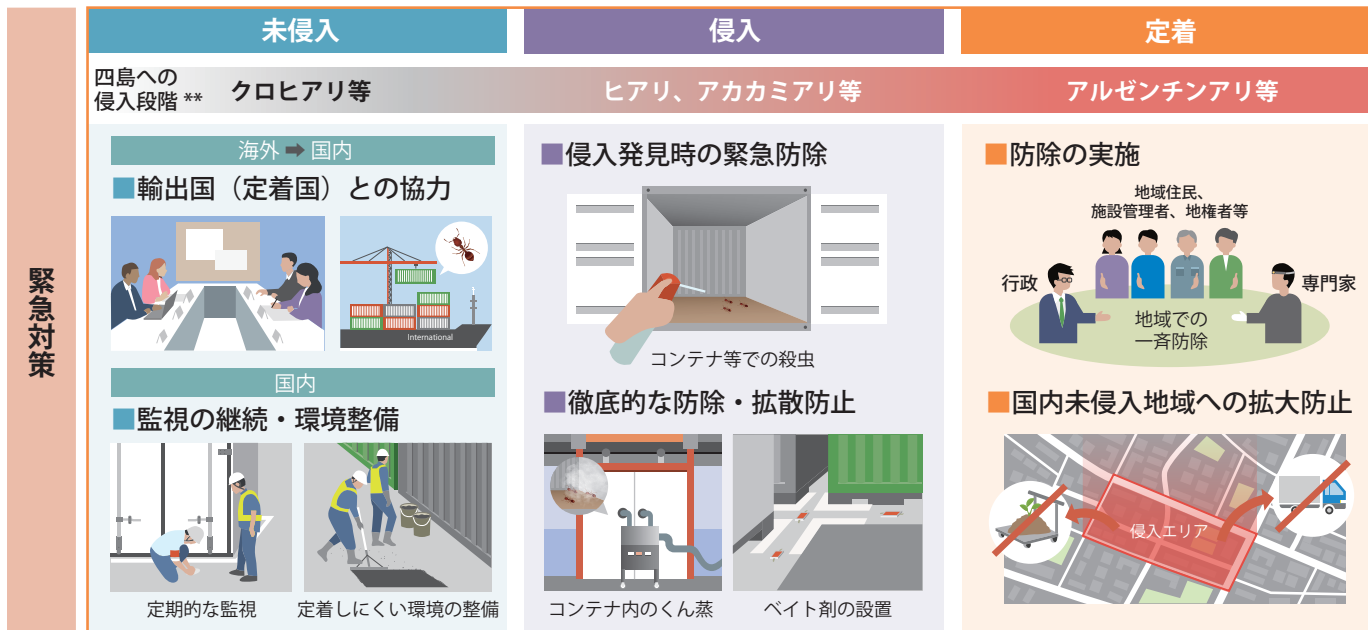 緊急対策
未侵入
侵入
定着
四島への
侵入段階 **
クロヒアリ等
ヒアリ、アカカミアリ等
アルゼンチンアリ等
海外 ➡ 国内
■輸出国（定着国）との協力
International
国内
■監視の継続・環境整備
定期的な監視
定着しにくい環境の整備
■侵入発見時の緊急防除
コンテナ等での殺虫
■徹底的な防除・拡散防止
コンテナ内のくん蒸
ベイト剤の設置
■防除の実施
地域住民、
施設管理者、地権者等
行政
専門家
地域での
一斉防除
■国内未侵入地域への拡大防止
侵入エリア